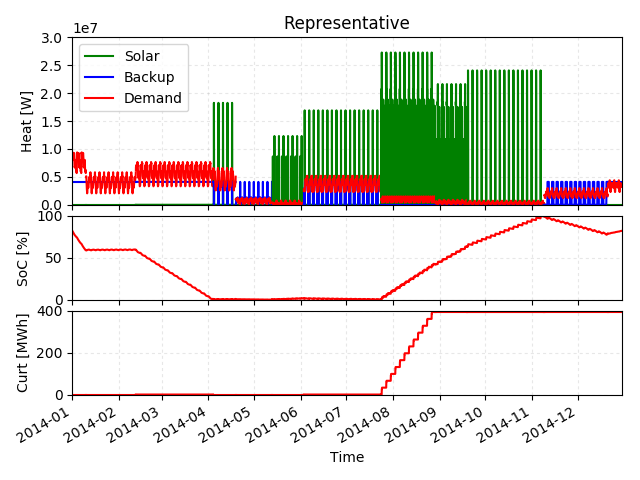 Representative
1e7
3.0
2.5
2.0
1.5
1.0
0.5
0.0
Heat [W]
Solar
Backup
Demand
100
50
0
SoC [%]
400
200
0
Curt [MWh]
2014-01
2014-02
2014-03
2014-04
2014-05
2014-06
2014-07
2014-08
2014-09
2014-10
2014-11
2014-12
Time